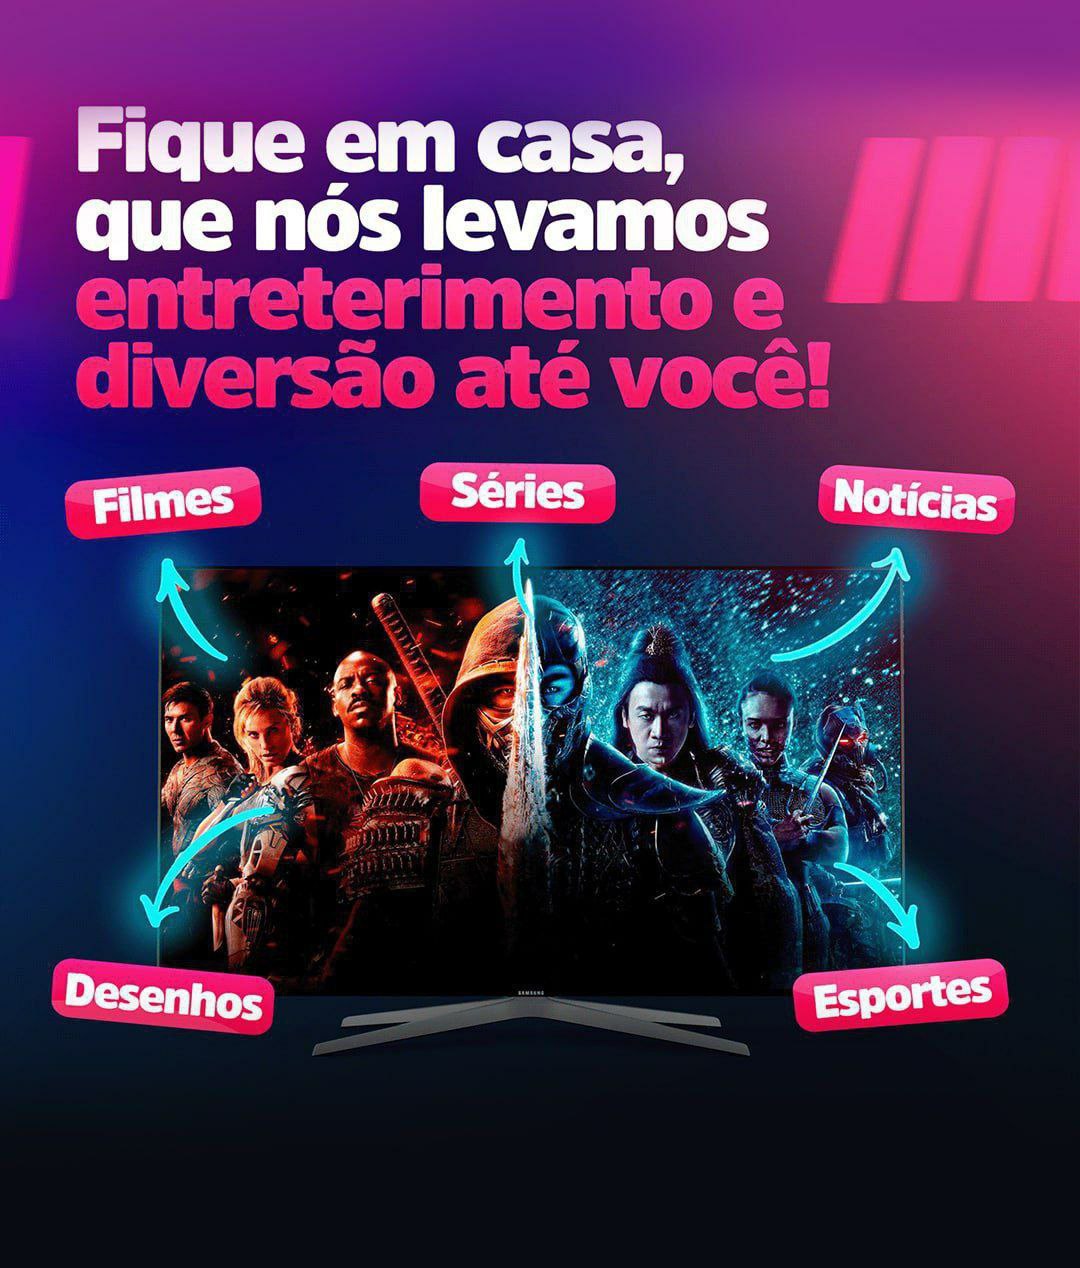 Fique em casa,
que nós levamos
entreterimento e
diversão até você!
Filmes
Séries
Notícias
SAMSUNG
Desenhos
Esportes